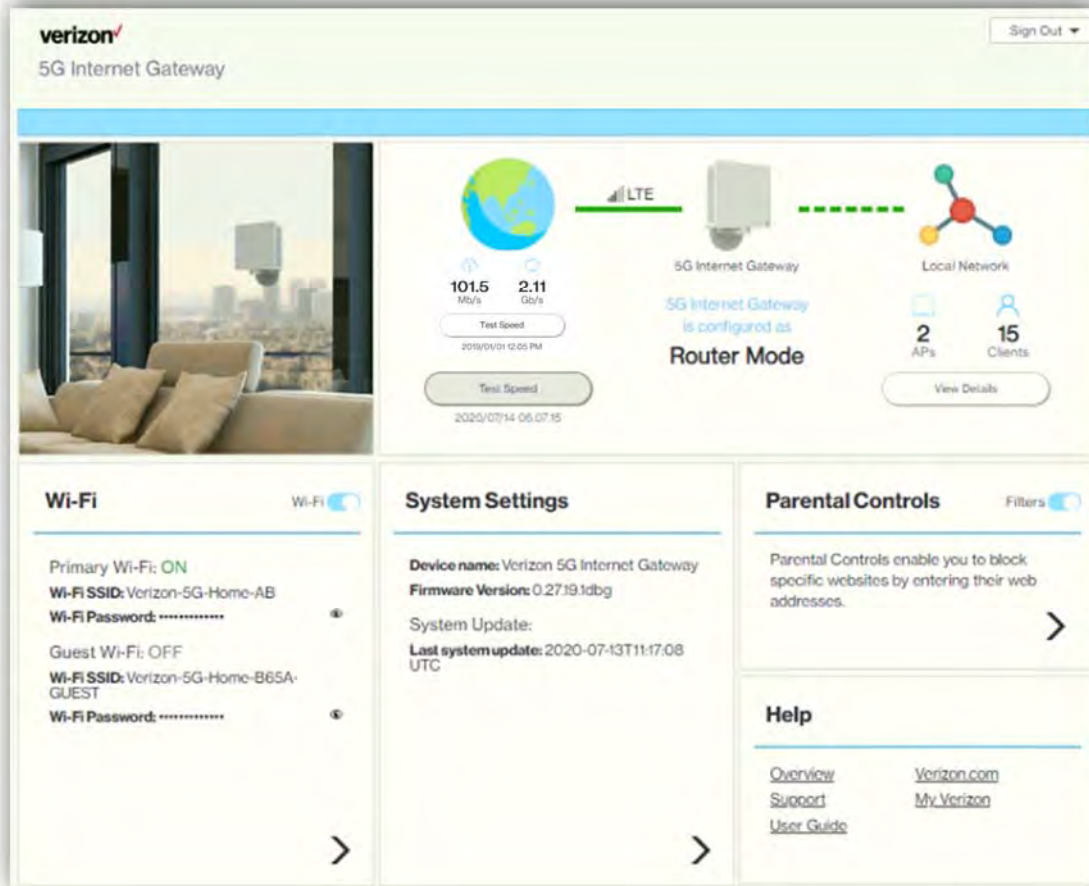 verizon
Sign Out
5G Internet Gateway
LTE
5G Internet Gateway
Local Network
101.5
Mb/s
2.11
Gb/s
Test Speed
2019/01/01 12:05 PM
Test Speed
2020/07/14 06:07:15
5G Internet Gateway
is configured as
Router Mode
2
APs
15
Clients
View Details
Wi-Fi
Wi-Fi
Primary Wi-Fi: ON
Wi-Fi SSID: Verizon-5G-Home-AB
Wi-Fi Password: •••••••••••••
Guest Wi-Fi: OFF
Wi-Fi SSID: Verizon-5G-Home-B65A-
GUEST
Wi-Fi Password: •••••••••••••
System Settings
Device name: Verizon 5G Internet Gateway
Firmware Version: 0.27.19.1dbg
System Update:
Last system update: 2020-07-13T11:17:08
UTC
Parental Controls
Filters
Parental Controls enable you to block
specific websites by entering their web
addresses.
Help
Overview
Verizon.com
Support
My Verizon
User Guide